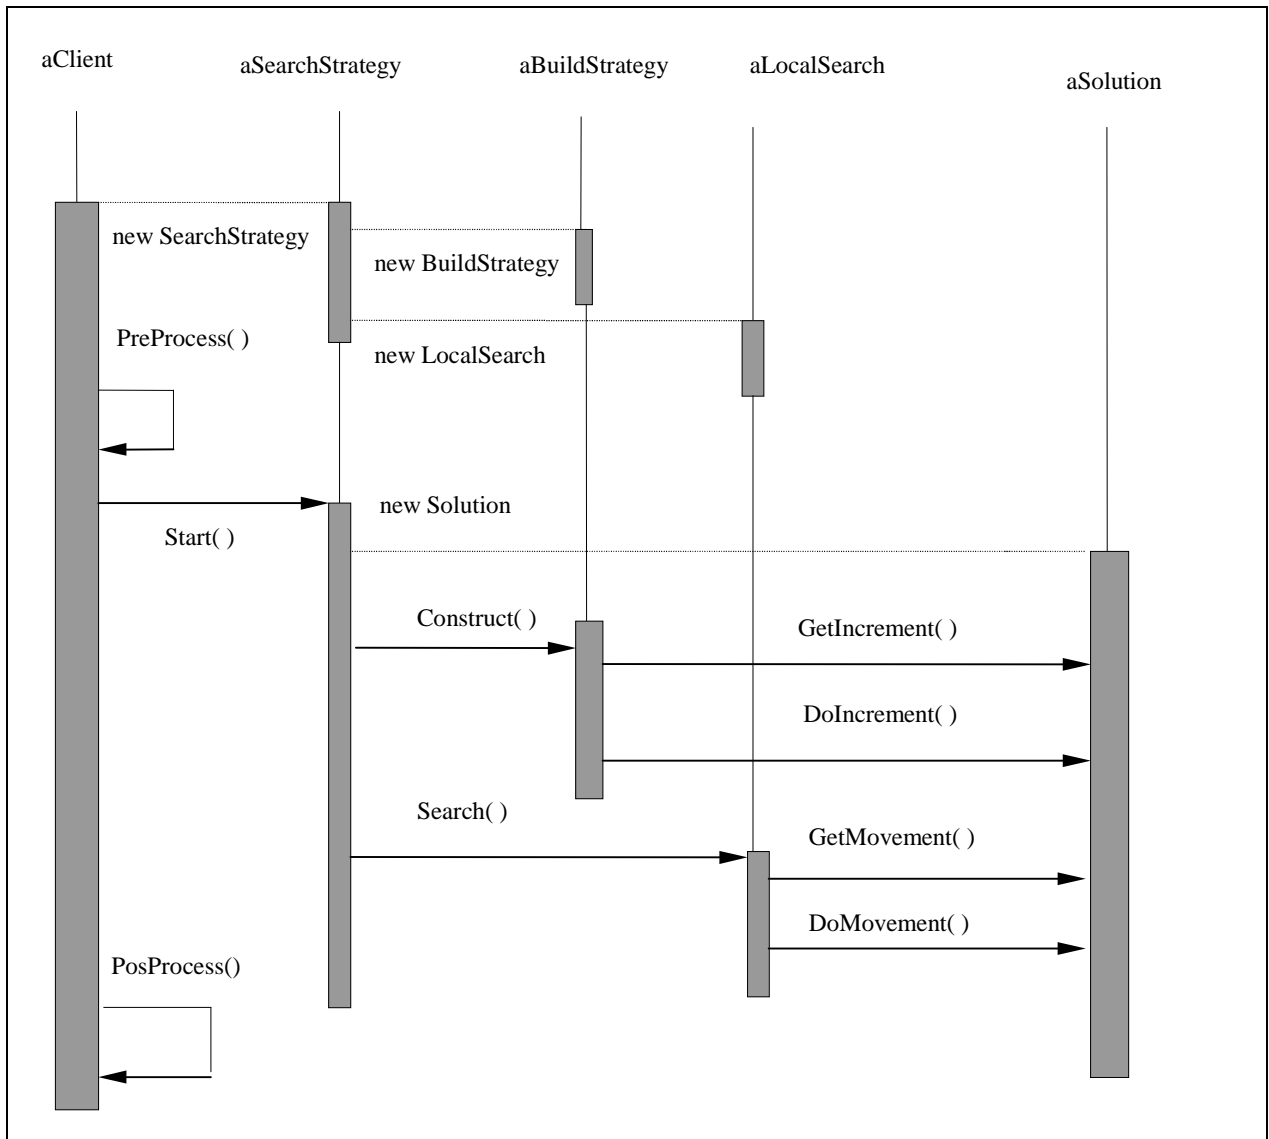 aClient
aSearchStrategy
aBuildStrategy
aLocalSearch
aSolution
new SearchStrategy
new BuildStrategy
PreProcess( )
new LocalSearch
new Solution
Start( )
Construct( )
GetIncrement( )
DoIncrement( )
Search( )
GetMovement( )
DoMovement( )
PosProcess()